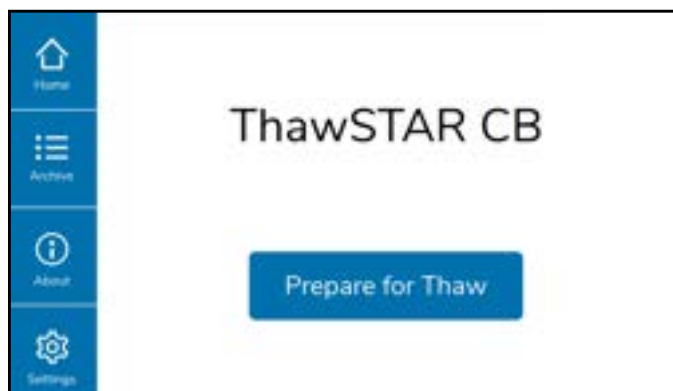 Home
Archive
About
Settings
ThawSTAR CB
Prepare for Thaw